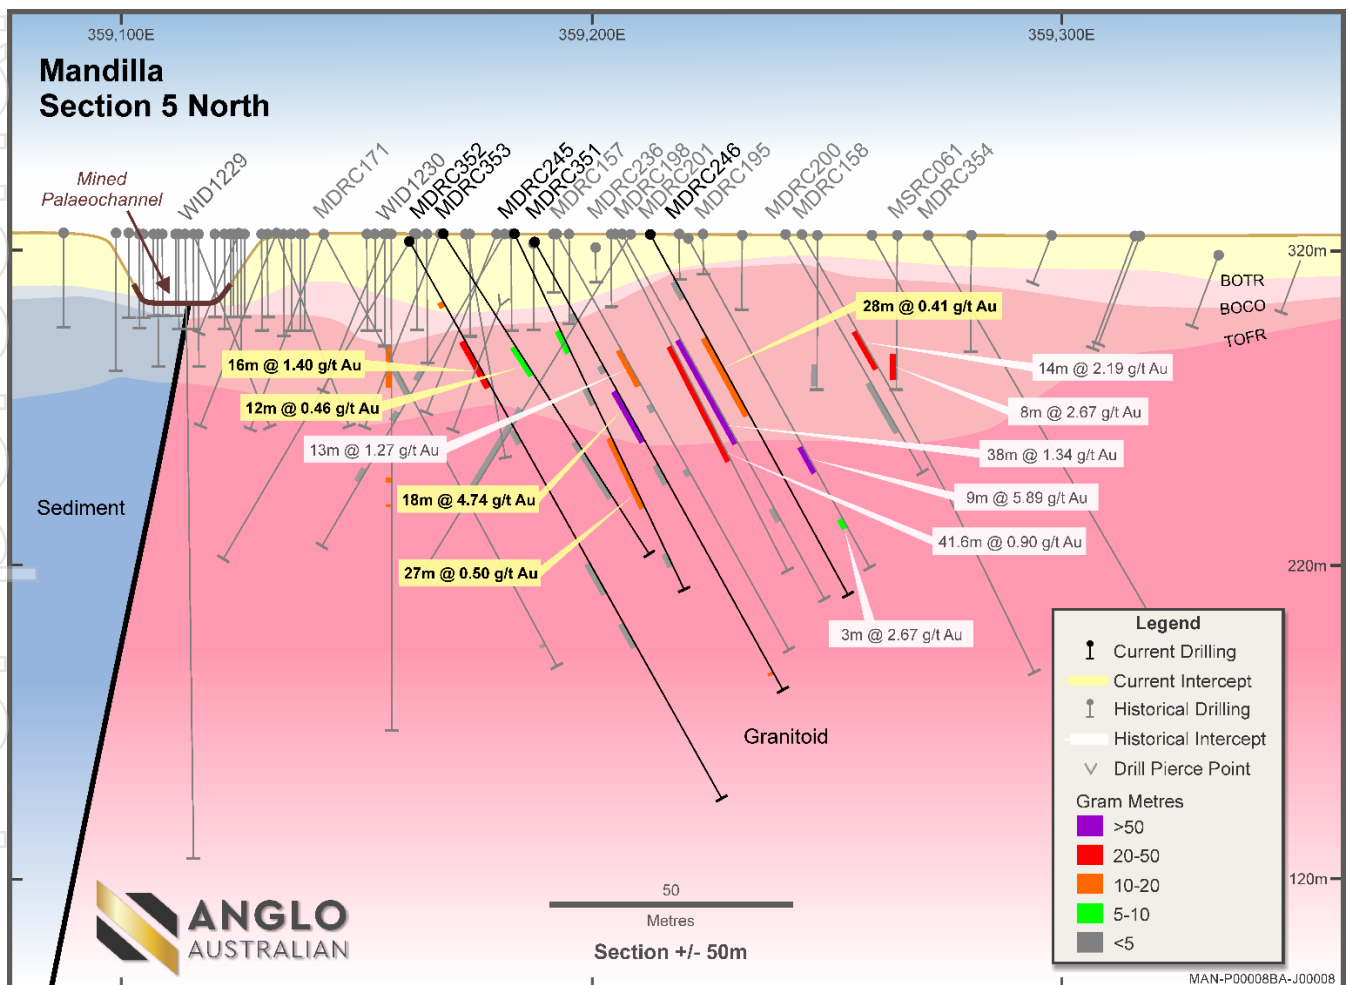 359,100E
359,200E
359,300E
Mandilla
Section 5 North
Mined
Palaeochannel
WID1229
MDRC171
WID1230
MDRC352
MDRC353
MDRC245
MDRC351
MDRC157
MDRC236
MDRC198
MDRC201
MDRC246
MDRC195
MDRC200
MDRC158
MSRC061
MDRC354
320m
BOTR
BOCO
TOFR
28m @ 0.41 g/t Au
16m @ 1.40 g/t Au
14m @ 2.19 g/t Au
12m @ 0.46 g/t Au
8m @ 2.67 g/t Au
13m @ 1.27 g/t Au
38m @ 1.34 g/t Au
18m @ 4.74 g/t Au
9m @ 5.89 g/t Au
Sediment
41.6m @ 0.90 g/t Au
27m @ 0.50 g/t Au
220m
3m @ 2.67 g/t Au
Granitoid
Legend
Current Drilling
Current Intercept
Historical Drilling
Historical Intercept
Drill Pierce Point
Gram Metres
>50
20-50
10-20
5-10
<5
120m
50
Metres
Section +/- 50m
ANGLO
AUSTRALIAN
MAN-P00008BA-J00008